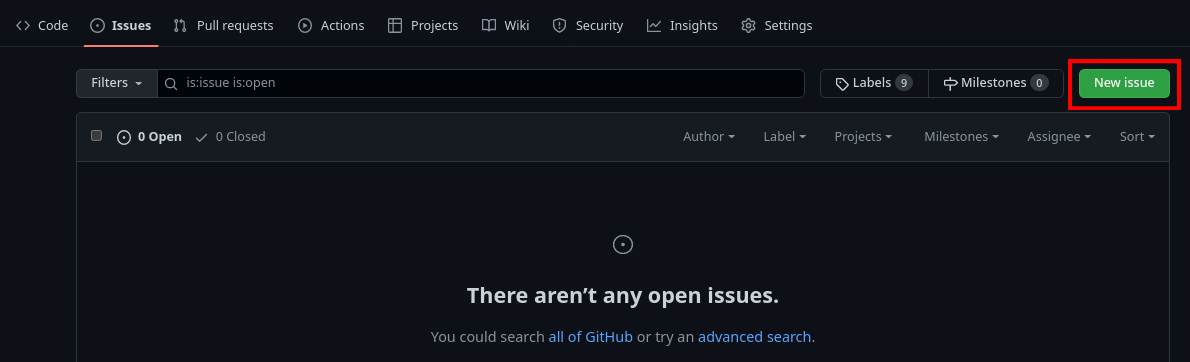 Code Issues Pull requests Actions Projects Wiki Security Insights Settings
Filters is:issue is:open Labels 9 Milestones 0 New issue
0 Open 0 Closed Author Label Projects Milestones Assignee Sort
There aren’t any open issues.
You could search all of GitHub or try an advanced search.